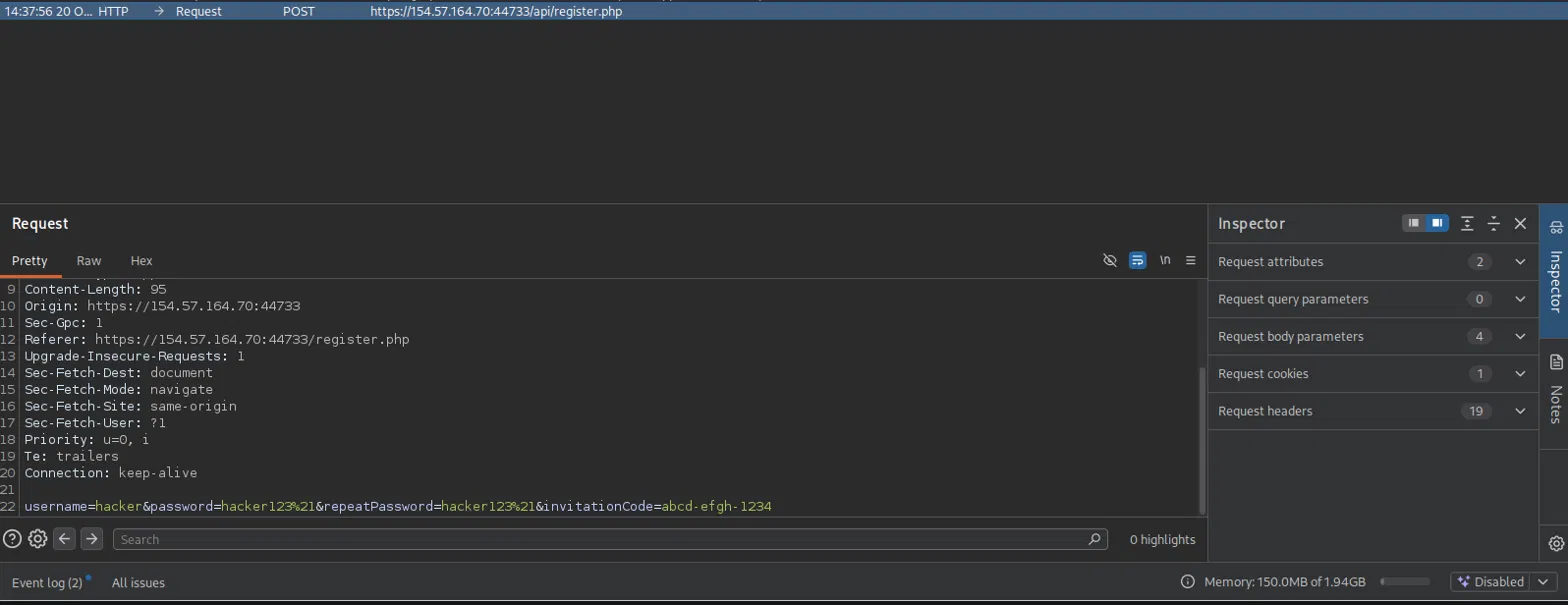 14:37:56 20 O... HTTP → Request POST https://154.57.164.70:44733/api/register.php
Request
Pretty Raw Hex
\n
9 Content-Length: 95
10 Origin: https://154.57.164.70:44733
11 Sec-Gpc: 1
12 Referer: https://154.57.164.70:44733/register.php
13 Upgrade-Insecure-Requests: 1
14 Sec-Fetch-Dest: document
15 Sec-Fetch-Mode: navigate
16 Sec-Fetch-Site: same-origin
17 Sec-Fetch-User: ?1
18 Priority: u=0, i
19 Te: trailers
20 Connection: keep-alive
21
22 username=hacker&password=hacker123%21&repeatPassword=hacker123%21&invitationCode=abcd-efgh-1234
Search
0 highlights
Inspector
Request attributes 2
Request query parameters 0
Request body parameters 4
Request cookies 1
Request headers 19
Inspector
Notes
Event log (2) All issues
Memory: 150.0MB of 1.94GB
Disabled